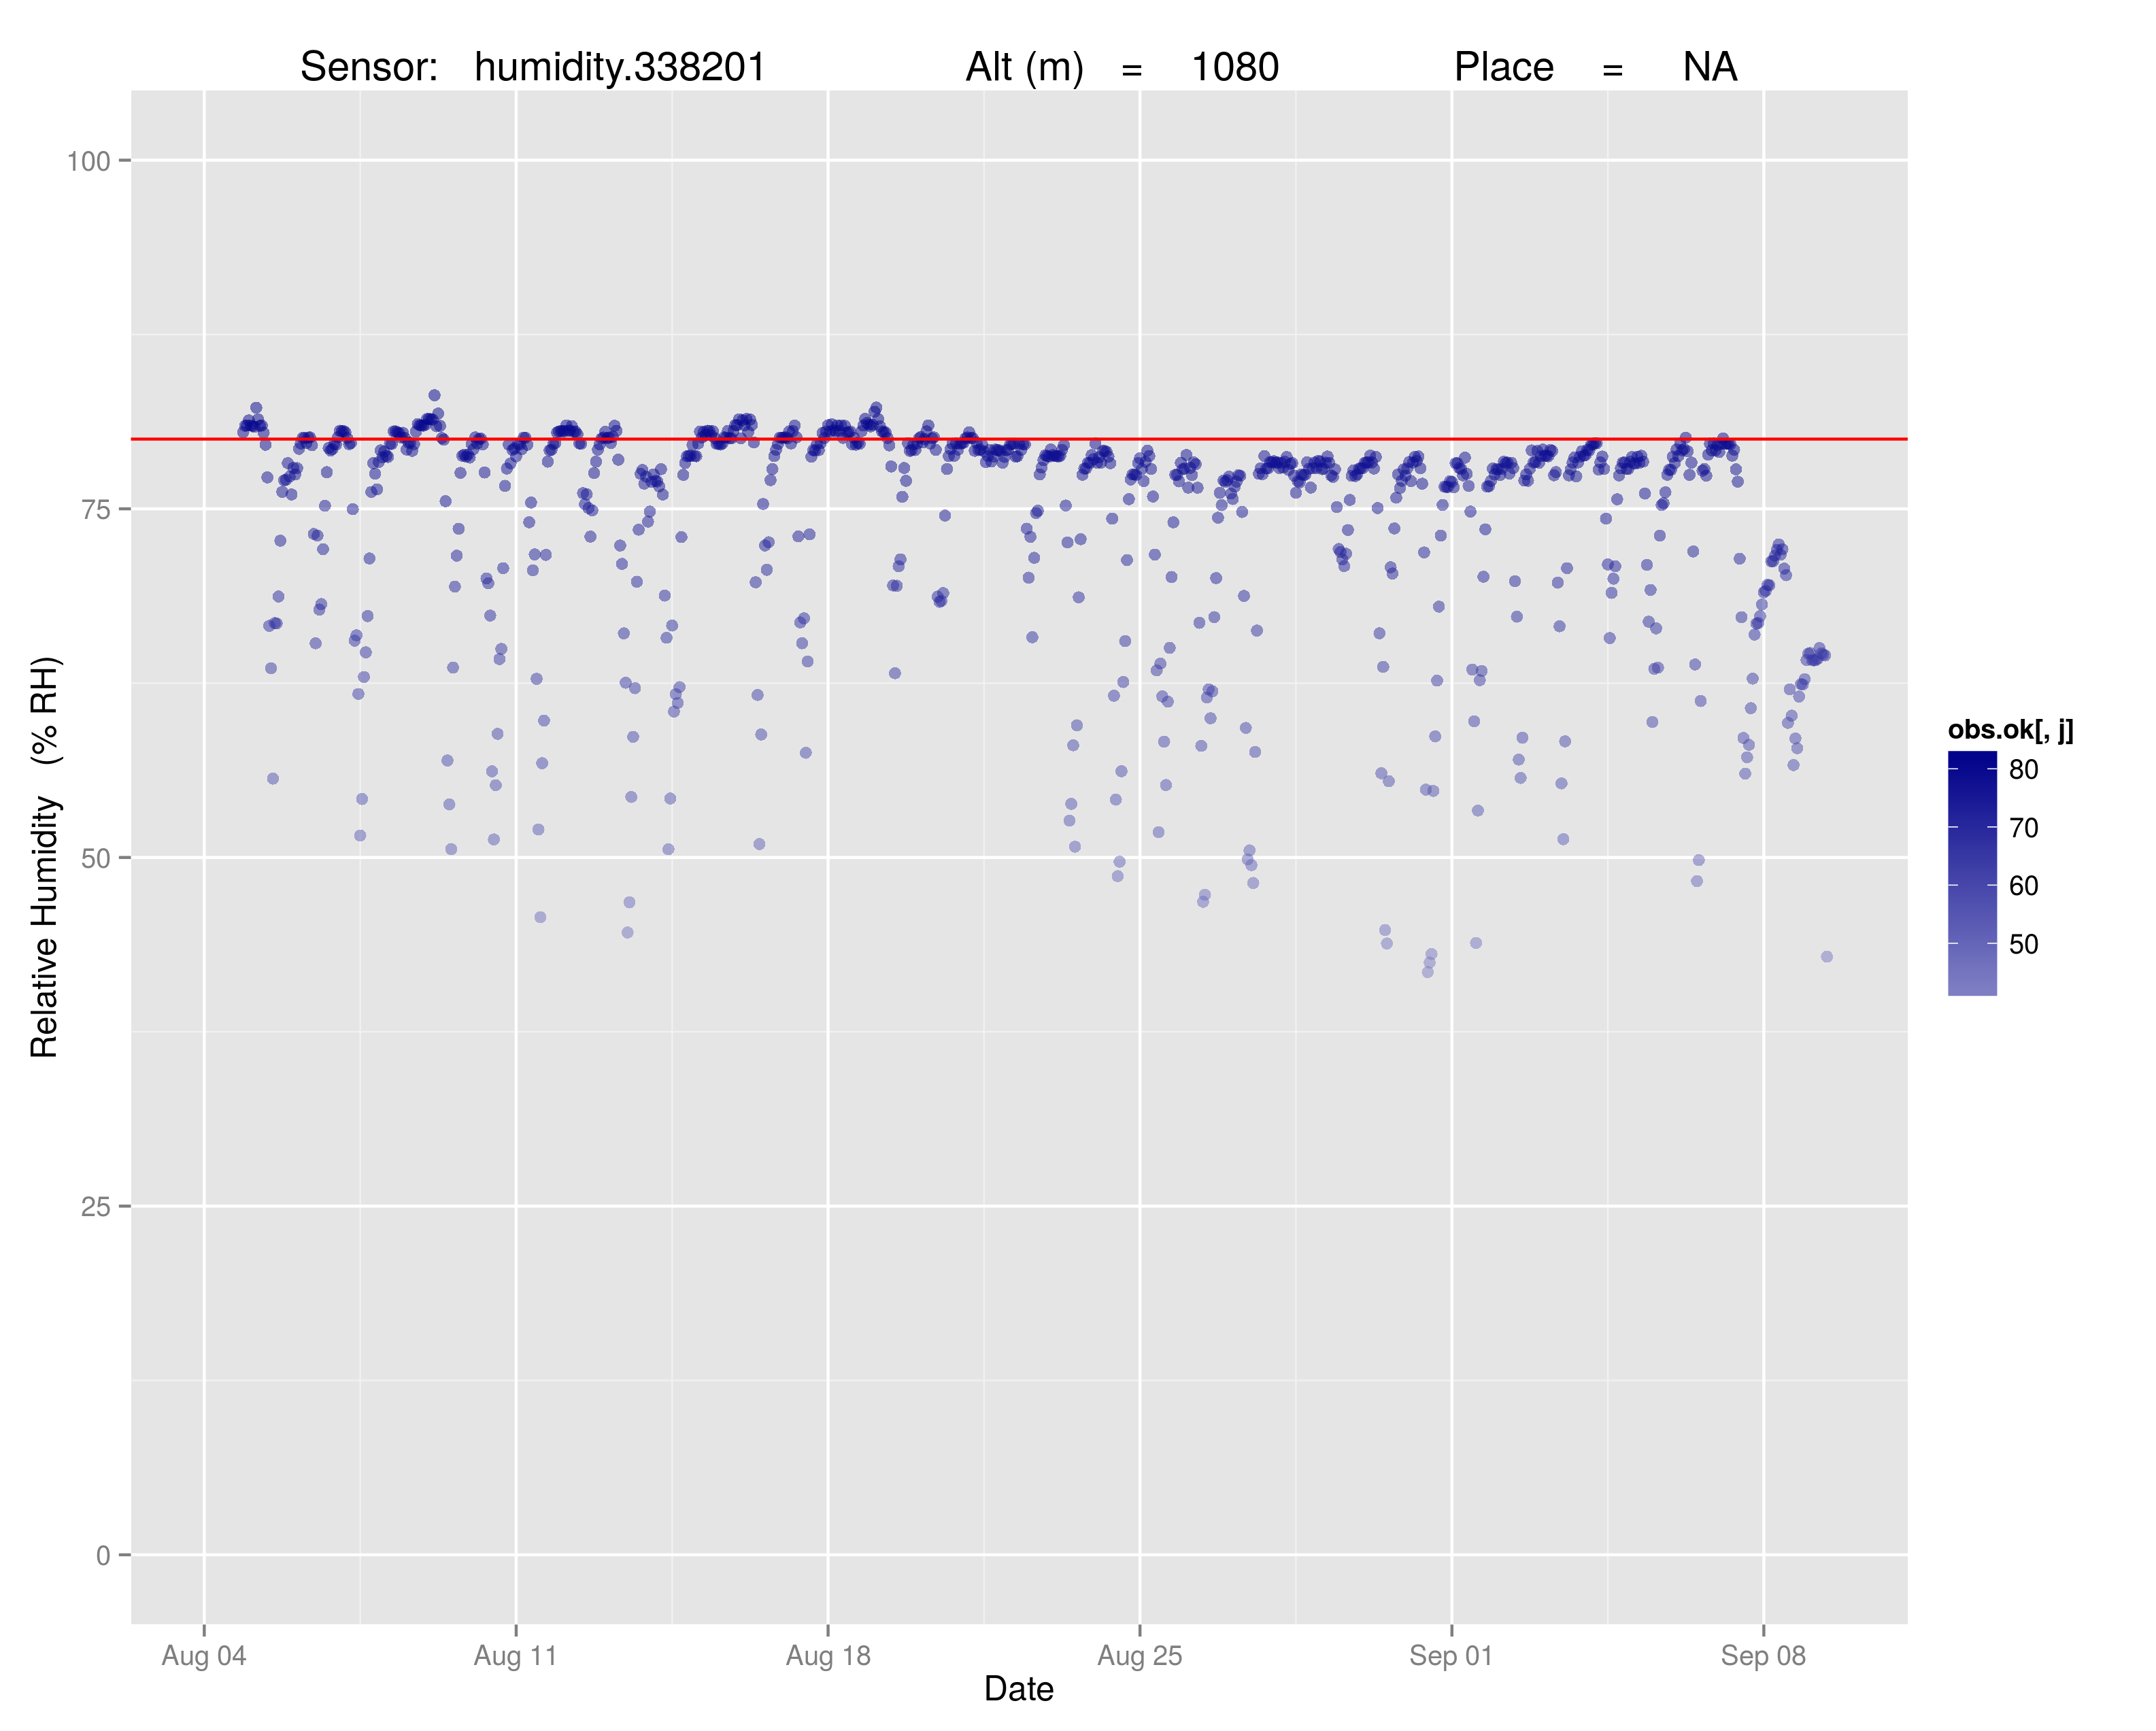 Sensor: humidity.338201 Alt (m) = 1080 Place = NA
100
75
50
25
0
Relative Humidity (% RH)
Aug 04 Aug 11 Aug 18 Aug 25 Sep 01 Sep 08
Date
obs.ok[, j]
80
70
60
50